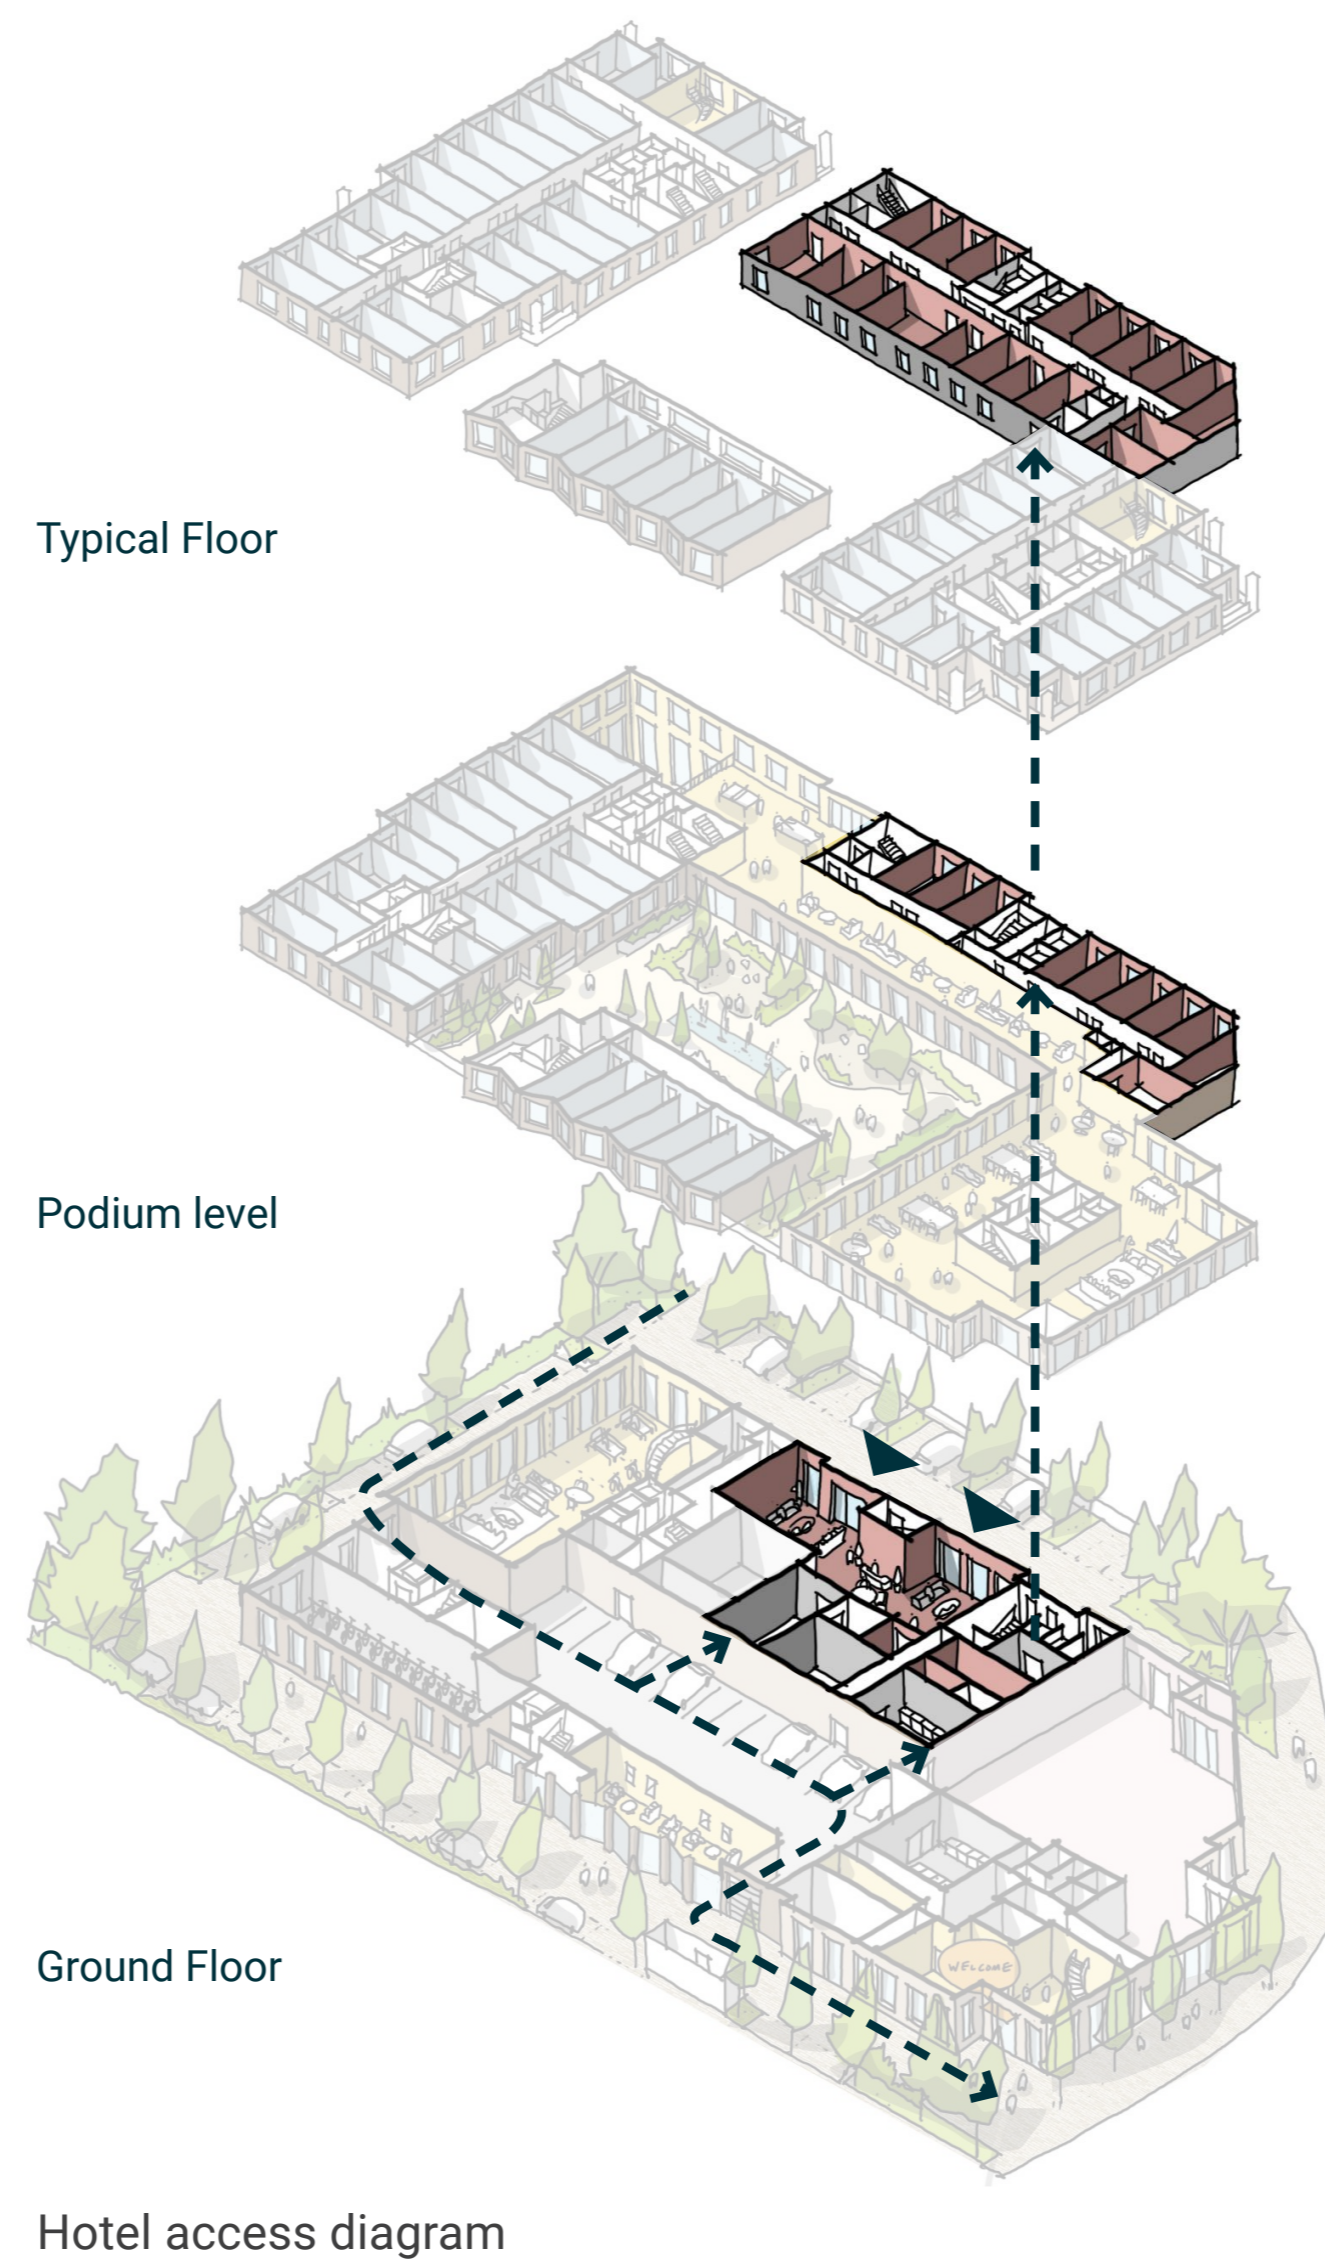 Typical Floor
Podium level
Ground Floor
WELCOME
Hotel access diagram